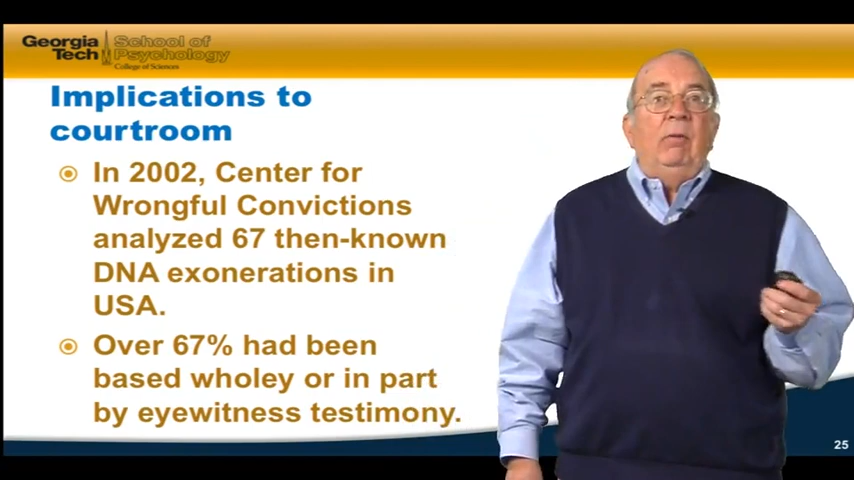 Georgia Tech
School of Psychology
College of Sciences
Implications to
courtroom
In 2002, Center for
Wrongful Convictions
analyzed 67 then-known
DNA exonerations in
USA.
Over 67% had been
based wholey or in part
by eyewitness testimony.
25